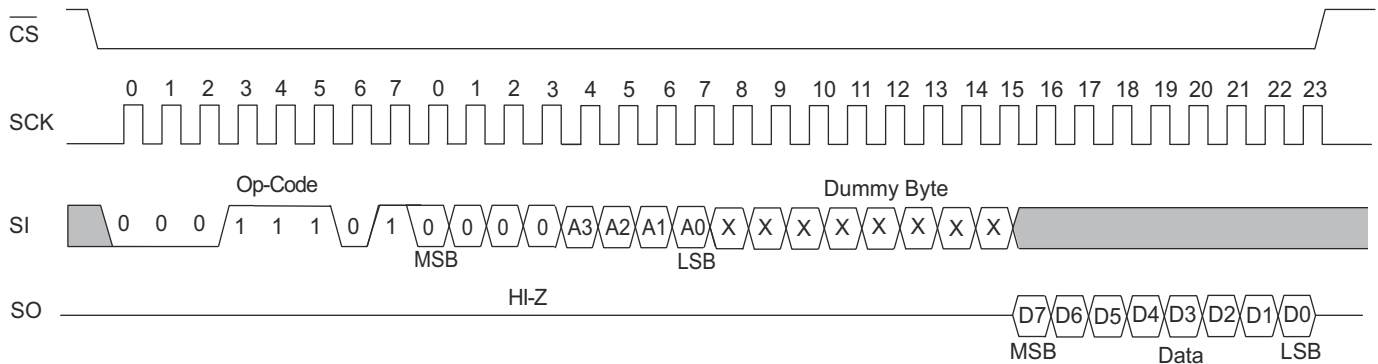 CS
0 1 2 3 4 5 6 7 0 1 2 3 4 5 6 7 8 9 10 11 12 13 14 15 16 17 18 19 20 21 22 23
SCK
Op-Code Dummy Byte
SI 0 0 0 1 1 1 0 1 0 0 0 0 A3 A2 A1 A0 X X X X X X X X
MSB LSB
HI-Z
SO D7 D6 D5 D4 D3 D2 D1 D0
MSB Data LSB